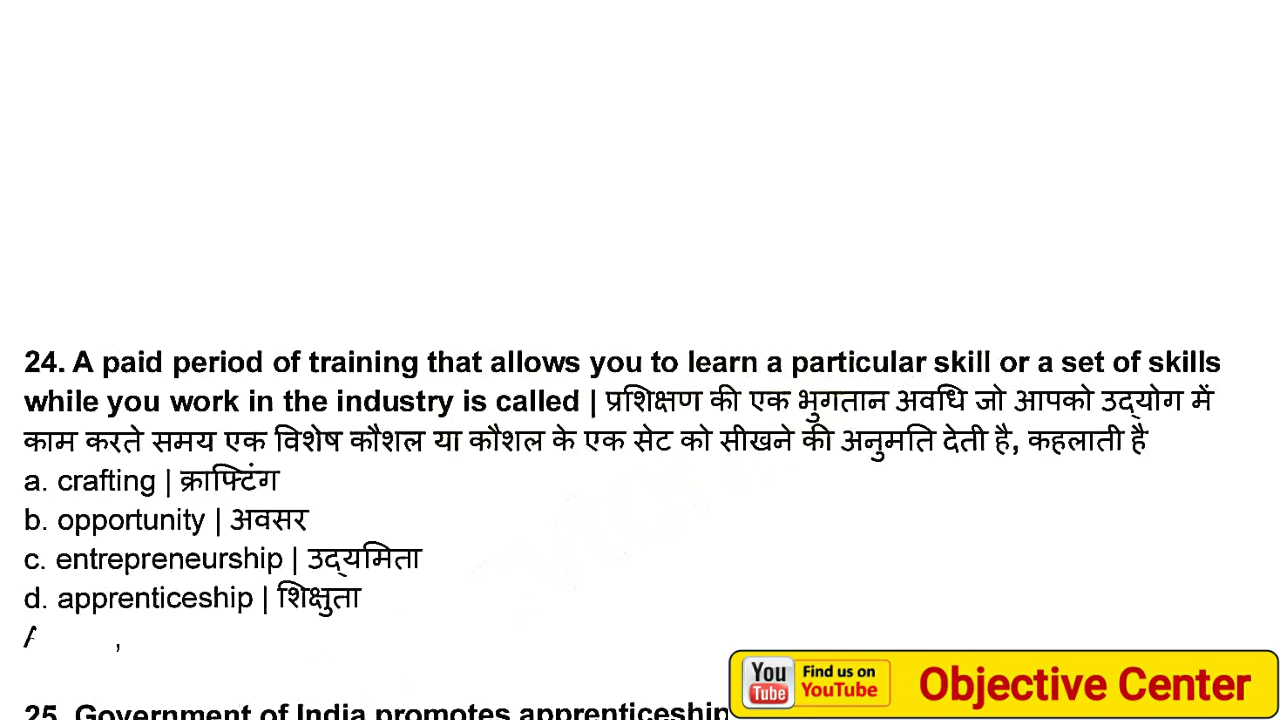 24. A paid period of training that allows you to learn a particular skill or a set of skills
while you work in the industry is called | प्रशिक्षण की एक भुगतान अवधि जो आपको उद्योग में
काम करते समय एक विशेष कौशल या कौशल के एक सेट को सीखने की अनुमति देती है, कहलाती है
a. crafting | क्राफ्टिंग
b. opportunity | अवसर
c. entrepreneurship | उद्यमिता
d. apprenticeship | शिक्षुता
25. Government of India promotes apprenticeship
You Tube
Find us on
YouTube
Objective Center